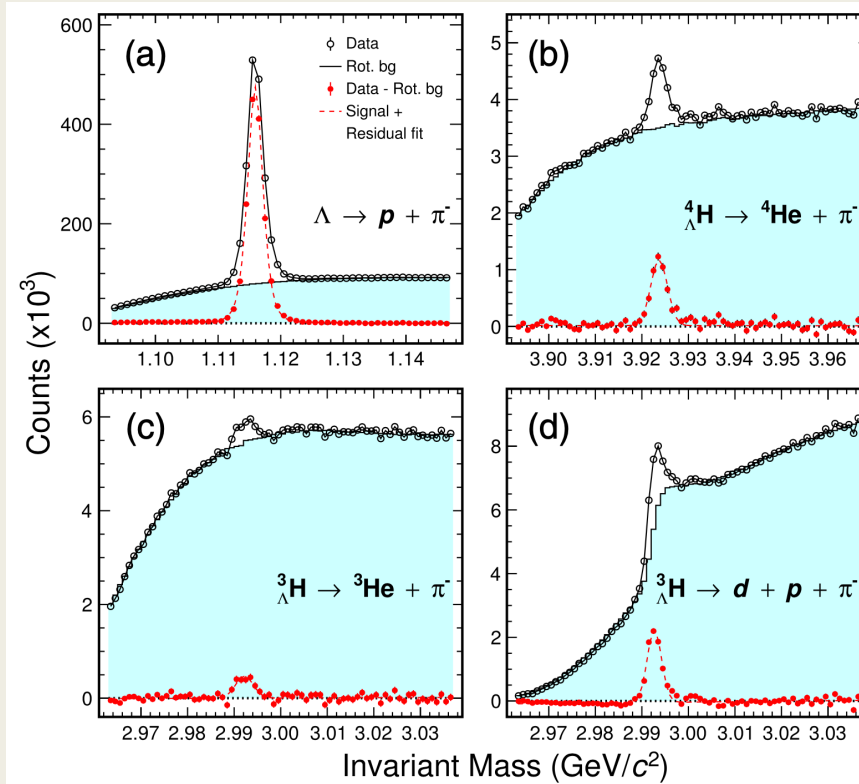 (a)
Data
Rot. bg
Data - Rot. bg
Signal +
Residual fit
Λ → p + π⁻
600
400
200
0
1.10 1.11 1.12 1.13 1.14
(b)
⁴ΛH → ⁴He + π⁻
5
4
3
2
1
0
3.90 3.91 3.92 3.93 3.94 3.95 3.96
Counts (x10³)
(c)
³ΛH → ³He + π⁻
6
4
2
0
2.97 2.98 2.99 3.00 3.01 3.02 3.03
(d)
³ΛH → d + p + π⁻
8
6
4
2
0
2.97 2.98 2.99 3.00 3.01 3.02 3.03
Invariant Mass (GeV/c²)